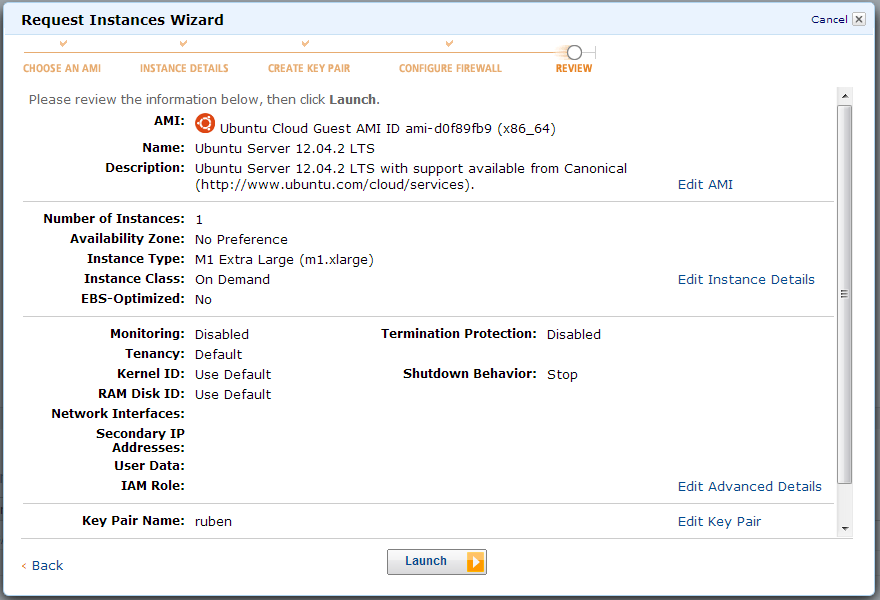 Request Instances Wizard
Cancel
CHOOSE AN AMI INSTANCE DETAILS CREATE KEY PAIR CONFIGURE FIREWALL REVIEW
Please review the information below, then click Launch.
AMI: Ubuntu Cloud Guest AMI ID ami-d0f89fb9 (x86_64)
Name: Ubuntu Server 12.04.2 LTS
Description: Ubuntu Server 12.04.2 LTS with support available from Canonical
(http://www.ubuntu.com/cloud/services). Edit AMI
Number of Instances: 1
Availability Zone: No Preference
Instance Type: M1 Extra Large (m1.xlarge)
Instance Class: On Demand Edit Instance Details
EBS-Optimized: No
Monitoring: Disabled Termination Protection: Disabled
Tenancy: Default
Kernel ID: Use Default Shutdown Behavior: Stop
RAM Disk ID: Use Default
Network Interfaces:
Secondary IP
Addresses:
User Data:
IAM Role: Edit Advanced Details
Key Pair Name: ruben Edit Key Pair
‹ Back
Launch